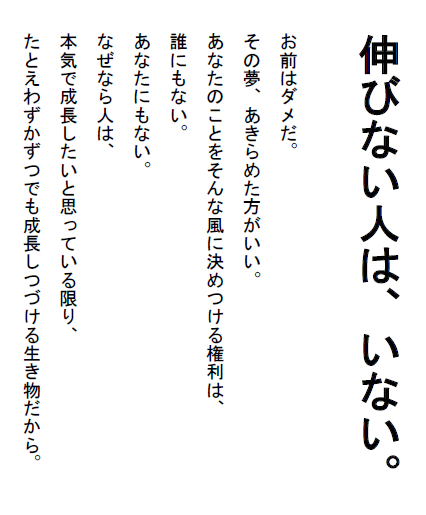 伸びない人は、いない。
お前はダメだ。
その夢、あきらめた方がいい。
あなたのことをそんな風に決めつける権利は、
誰にもない。
あなたにもない。
なぜなら人は、
本気で成長したいと思っている限り、
たとえわずかずつでも成長しつづける生き物だから。